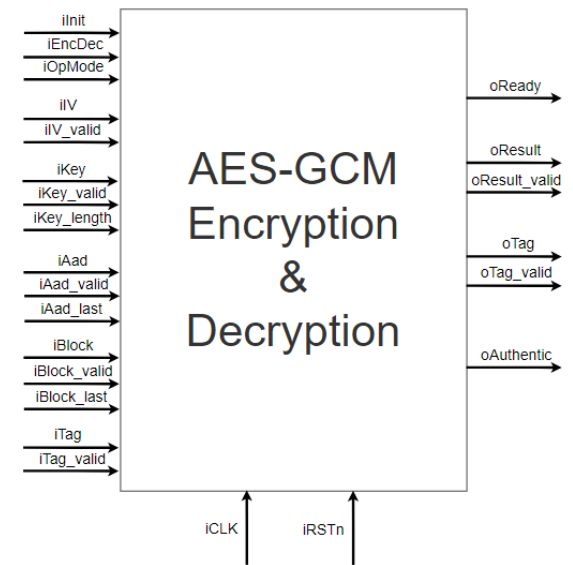 iInit
iEncDec
iOpMode
iIV
iIV_valid
iKey
iKey_valid
iKey_length
iAad
iAad_valid
iAad_last
iBlock
iBlock_valid
iBlock_last
iTag
iTag_valid
AES-GCM
Encryption
&
Decryption
oReady
oResult
oResult_valid
oTag
oTag_valid
oAuthentic
iCLK
iRSTn